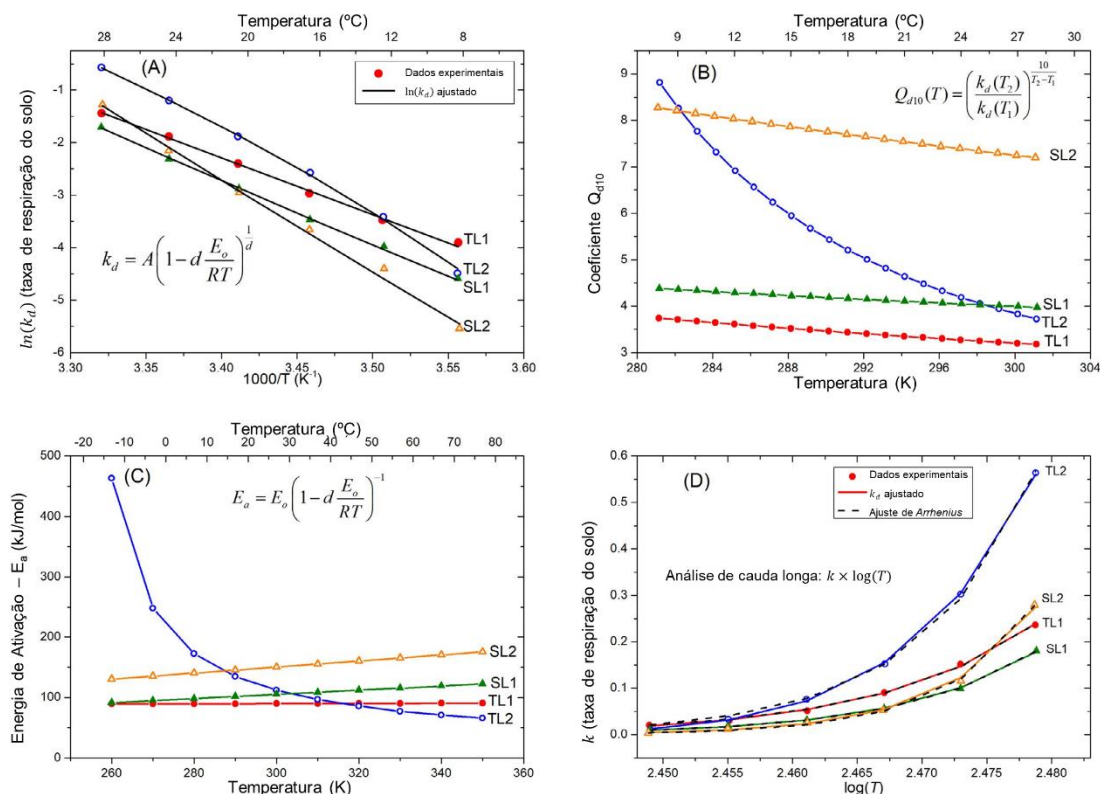 Temperatura (ºC)
28 24 20 16 12 8
(A)
Dados experimentais
ln(k_d) ajustado
-1
-2
-3
-4
-5
-6
ln(k_d) (taxa de respiração do solo)
k_d = A(1 - d E_o/RT)^(1/d)
TL1
TL2
SL1
SL2
3.30 3.35 3.40 3.45 3.50 3.55 3.60
1000/T (K⁻¹)
Temperatura (ºC)
9 12 15 18 21 24 27 30
(B)
Q_d10(T) = (k_d(T_2)/k_d(T_1))^(10/(T_2-T_1))
9
8
7
6
5
4
3
Coeficiente Q_d10
SL2
SL1
TL2
TL1
280 284 288 292 296 300 304
Temperatura (K)
Temperatura (ºC)
-20 -10 0 10 20 30 40 50 60 70 80
(C)
E_a = E_o(1 - d E_o/RT)^(-1)
500
400
300
200
100
0
Energia de Ativação – E_a (kJ/mol)
SL2
SL1
TL1
TL2
260 270 280 290 300 310 320 330 340 350 360
Temperatura (K)
(D)
Dados experimentais
k_d ajustado
Ajuste de Arrhenius
Análise de cauda longa: k × log(T)
0.6
0.5
0.4
0.3
0.2
0.1
0.0
k (taxa de respiração do solo)
TL2
SL2
TL1
SL1
2.450 2.455 2.460 2.465 2.470 2.475 2.480
log(T)